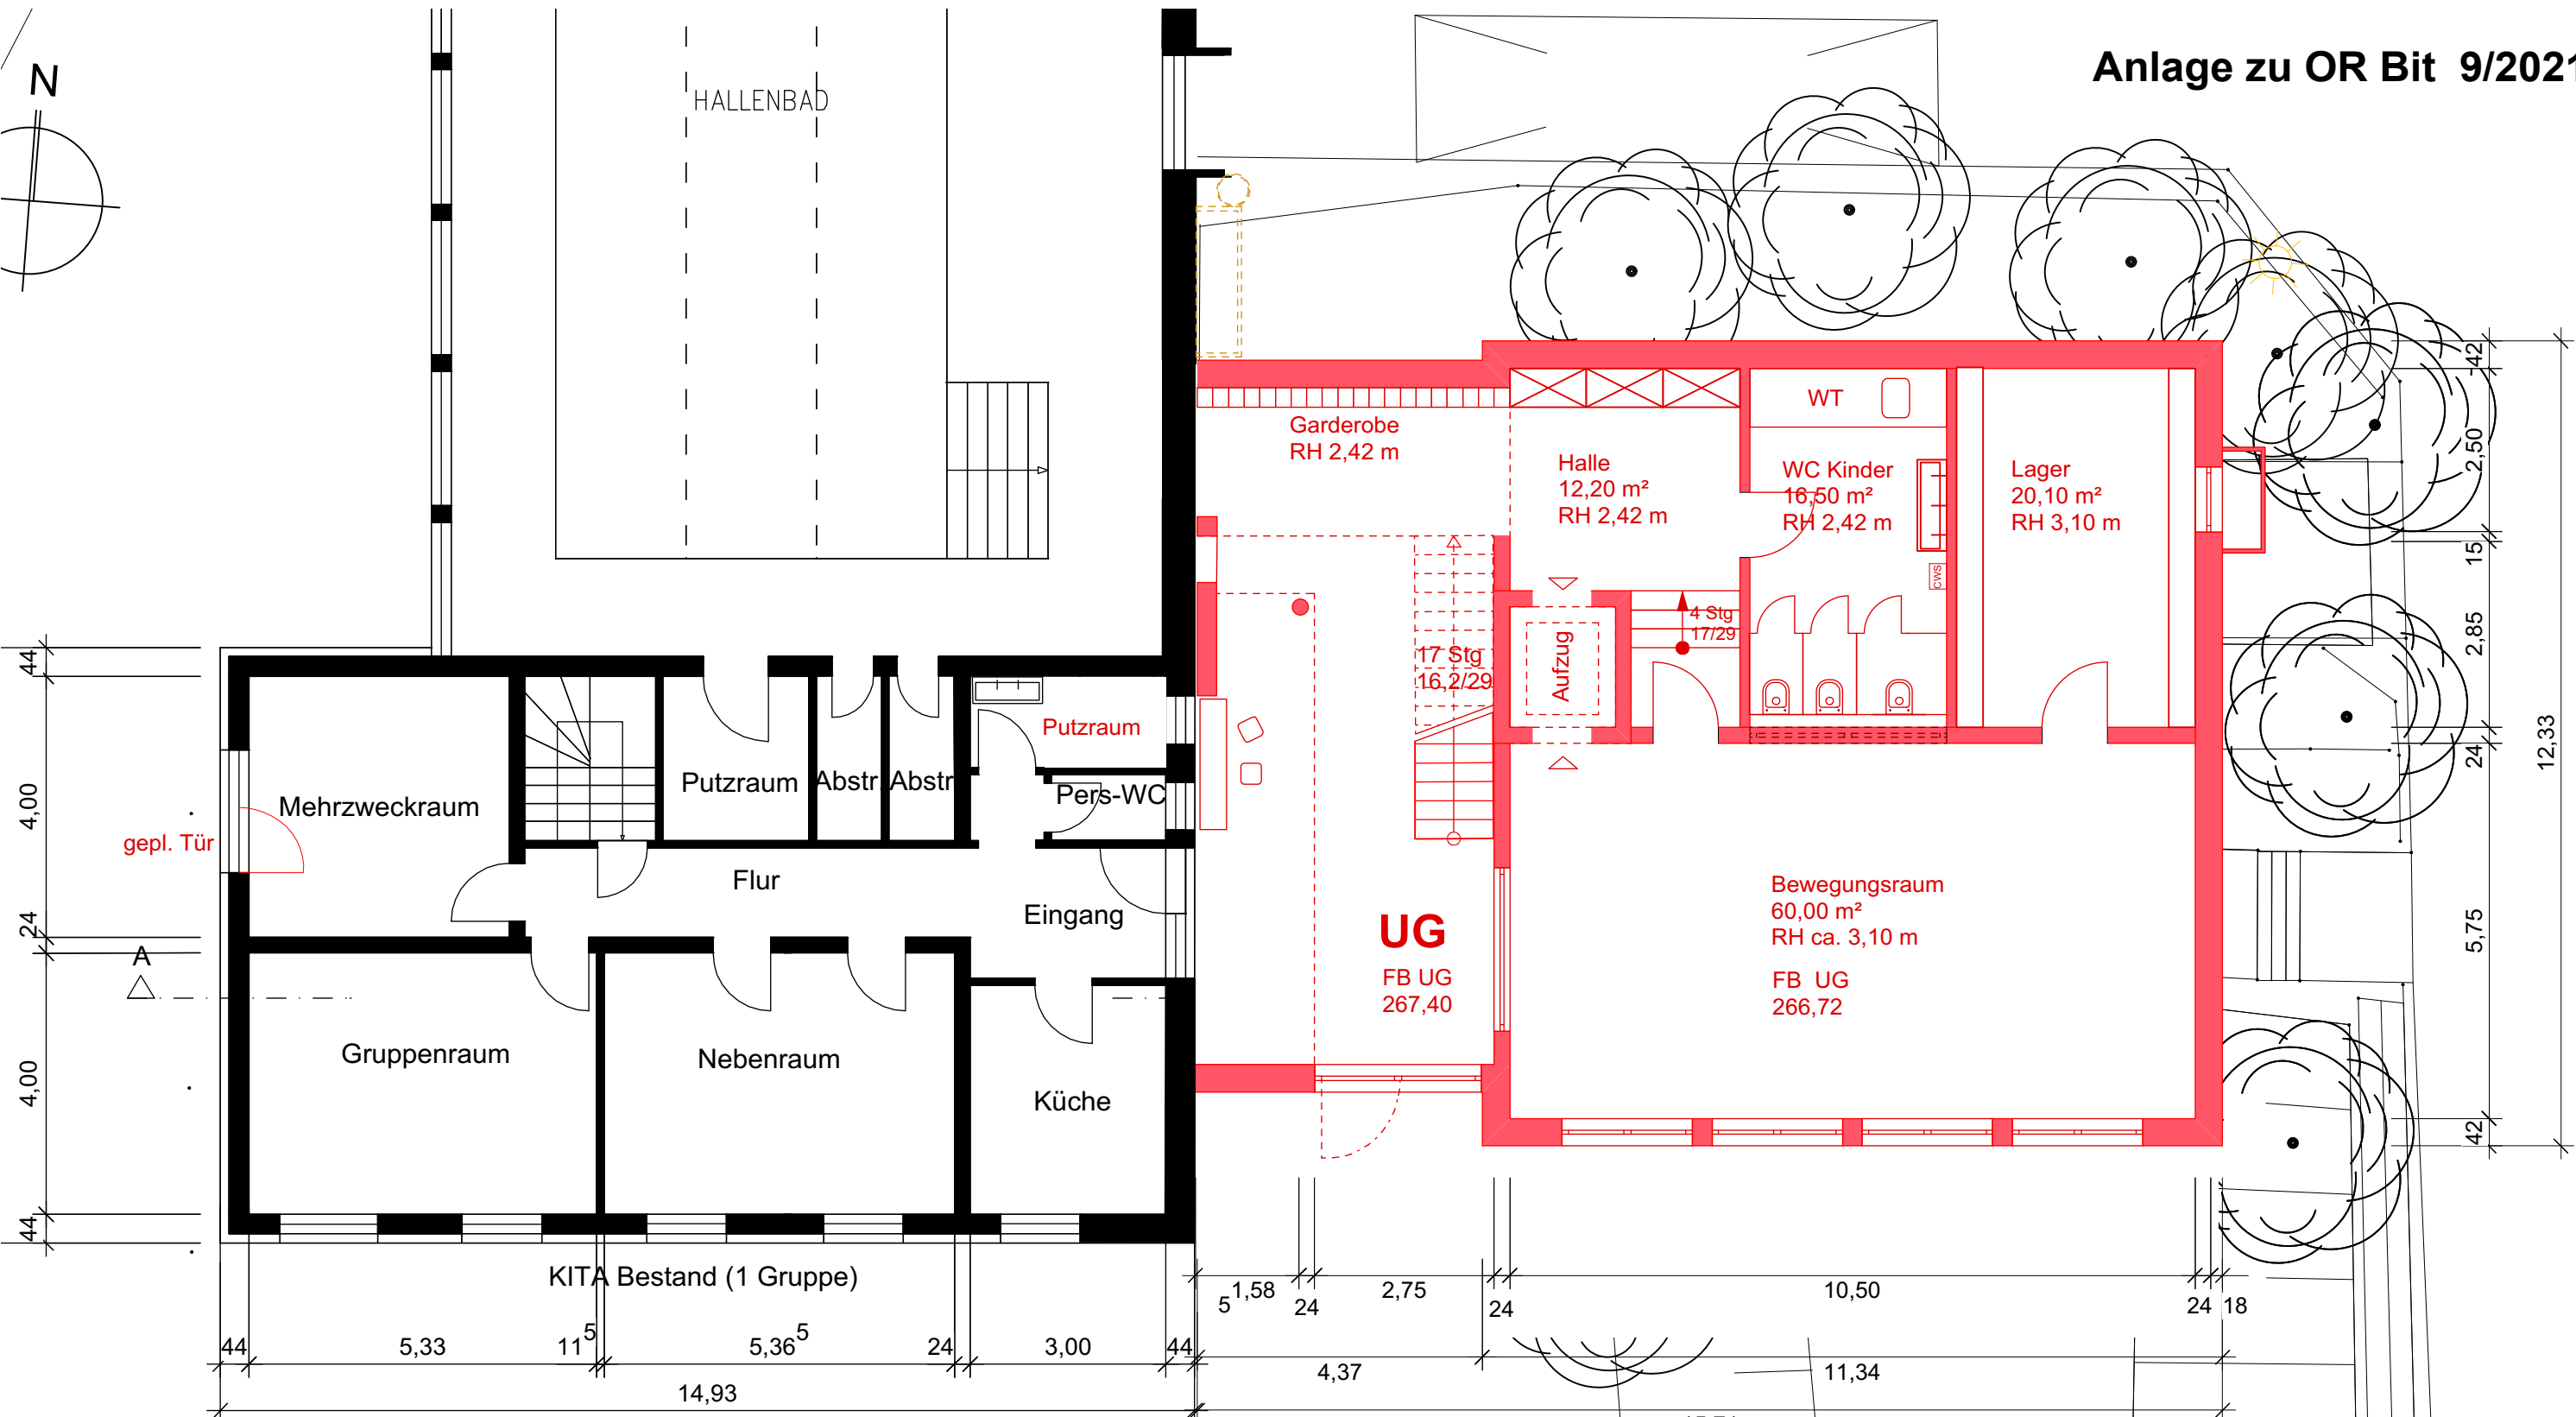 Anlage zu OR Bit 9/2021
N
HALLENBAD
Garderobe
RH 2,42 m
Halle
12,20 m²
RH 2,42 m
WT
WC Kinder
16,50 m²
RH 2,42 m
Lager
20,10 m²
RH 3,10 m
CWS
4 Stg
17/29
17 Stg
16,2/29
Aufzug
Putzraum
Putzraum
Abstr.
Abstr.
Pers-WC
Mehrzweckraum
gepl. Tür
Flur
Eingang
A
UG
FB UG
267,40
Bewegungsraum
60,00 m²
RH ca. 3,10 m
FB UG
266,72
Gruppenraum
Nebenraum
Küche
KITA Bestand (1 Gruppe)
44
4,00
24
4,00
44
42
2,50
15
2,85
24
5,75
42
12,33
5
1,58
24
2,75
24
10,50
24
18
44
5,33
11 5
5,36 5
24
3,00
44
4,37
11,34
14,93